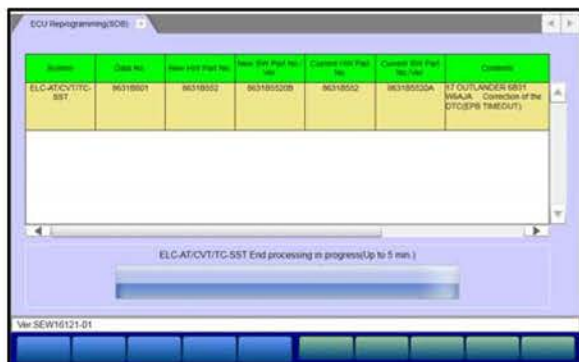 ECU Reprogramming(SDB)
System
Data No.
New HW Part No.
New SW Part No./
Ver
Current HW Part
No.
Current SW Part
No./Ver
Contents
ELC-AT/CVT/TC-
SST
8631B501
8631B552
8631B5520B
8631B552
8631B5520A
17 OUTLANDER 6B31
W6AJA Correction of the
DTC(EPB TIMEOUT)
ELC-AT/CVT/TC-SST End processing in progress(Up to 5 min.)
Ver.SEW16121-01